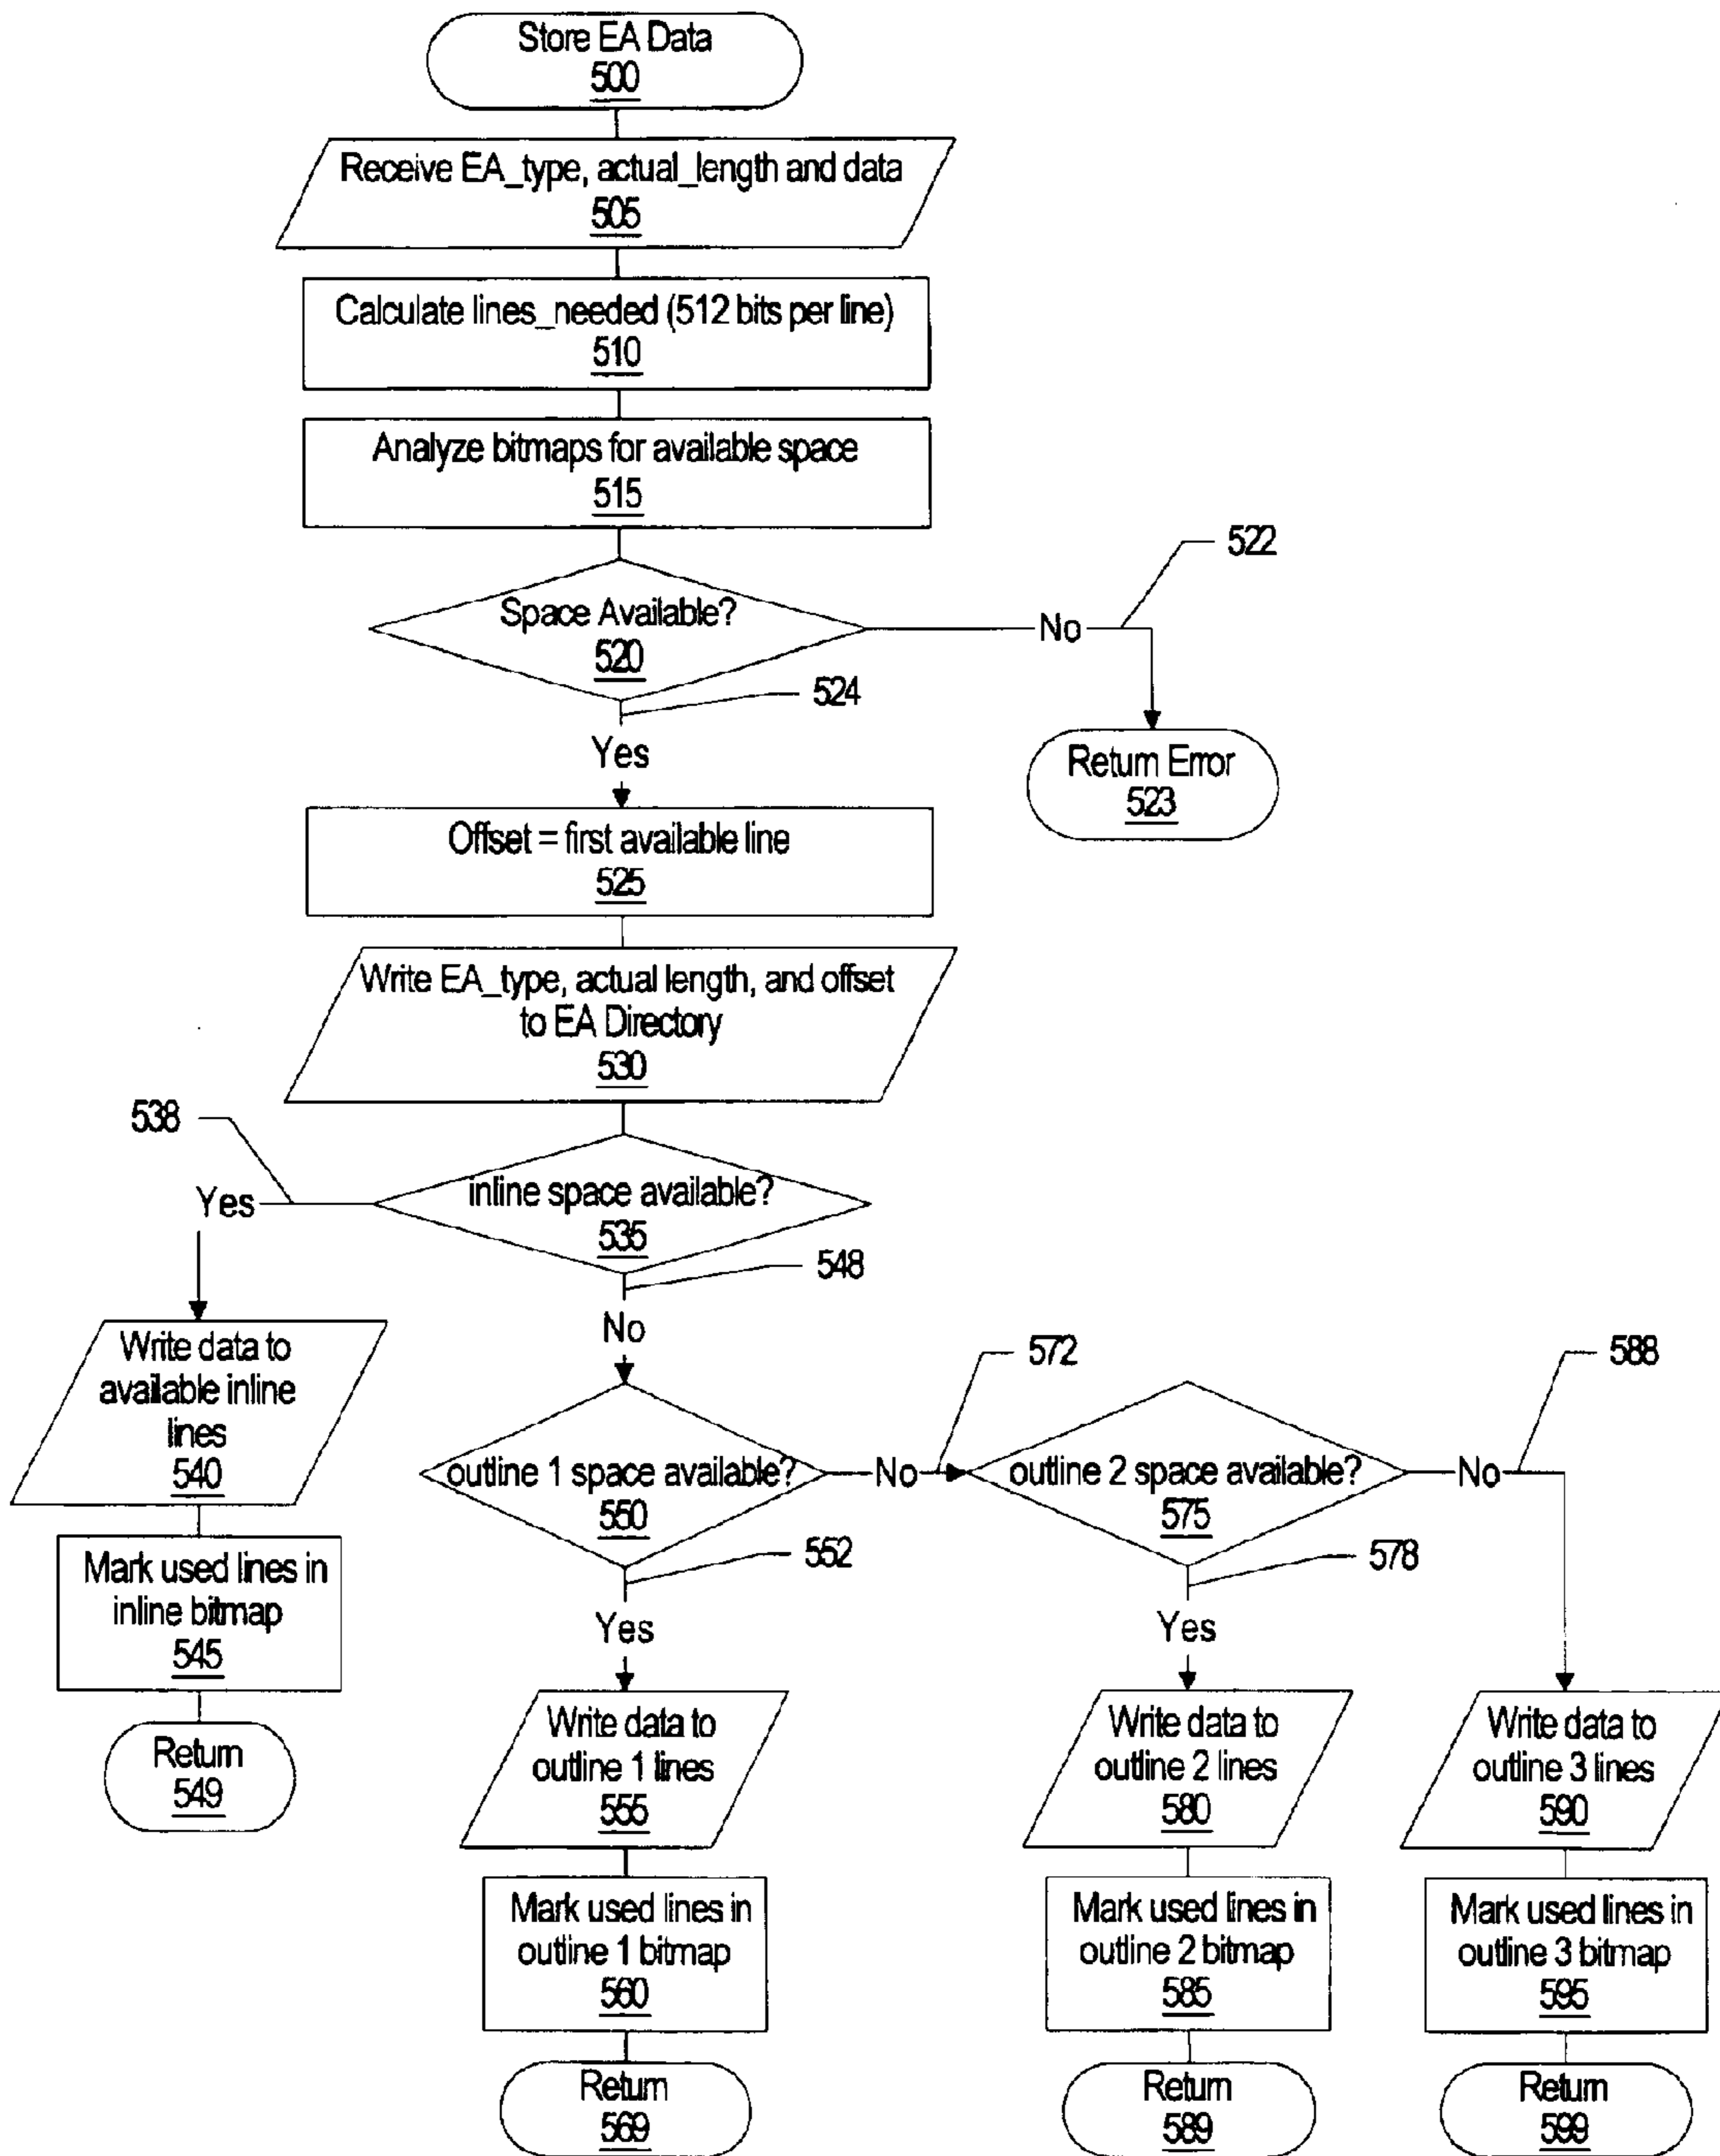 Store EA Data
500
Receive EA_type, actual_length and data
505
Calculate lines_needed (512 bits per line)
510
Analyze bitmaps for available space
515
522
Space Available?
520
No
524
Yes
Return Error
523
Offset = first available line
525
Write EA_type, actual length, and offset
to EA Directory
530
538
Yes
inline space available?
535
548
No
Write data to
available inline
lines
540
572
588
outline 1 space available?
550
No
outline 2 space available?
575
No
Mark used lines in
inline bitmap
545
552
578
Yes
Yes
Return
549
Write data to
outline 1 lines
555
Write data to
outline 2 lines
580
Write data to
outline 3 lines
590
Mark used lines in
outline 1 bitmap
560
Mark used lines in
outline 2 bitmap
585
Mark used lines in
outline 3 bitmap
595
Return
569
Return
589
Return
599